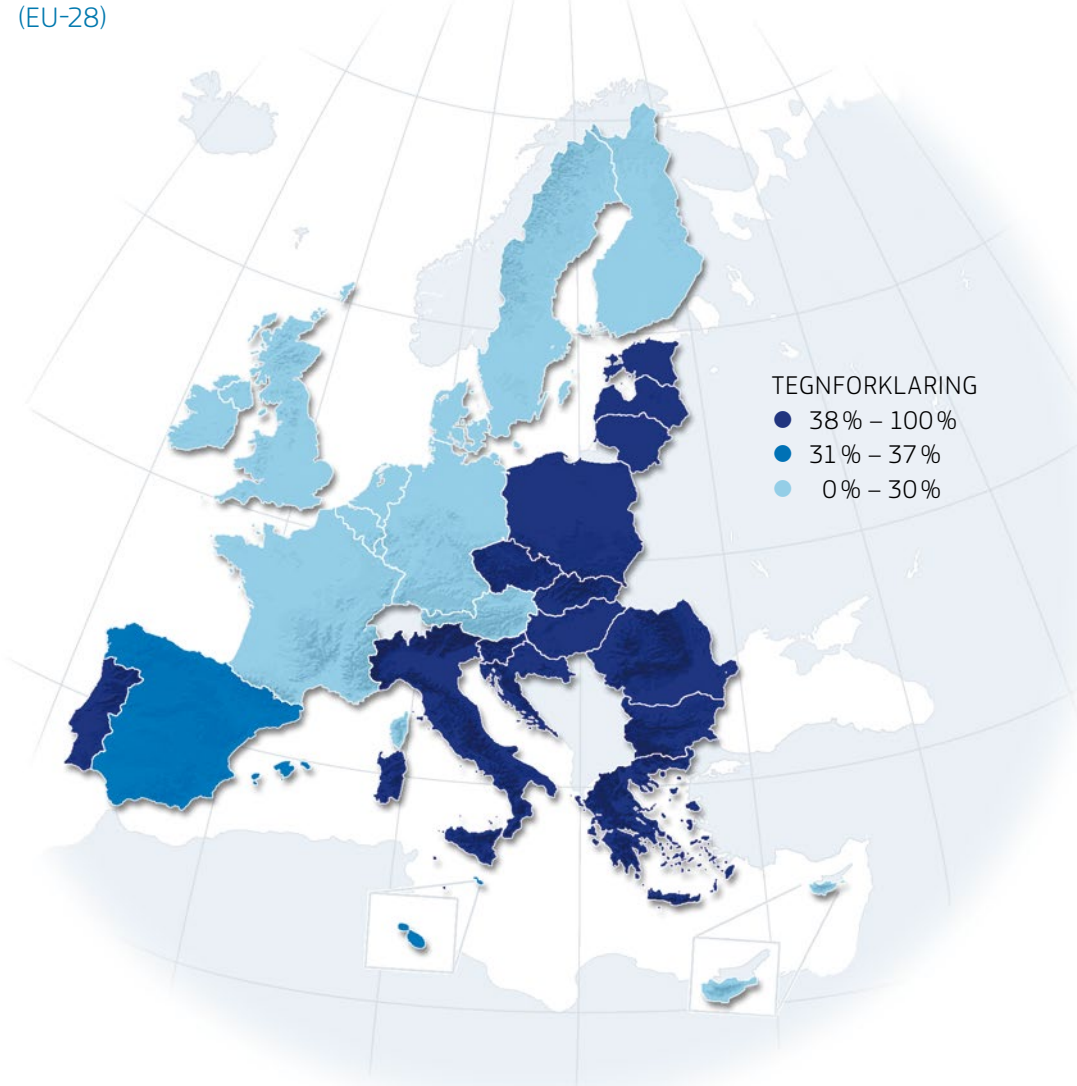 (EU-28)
TEGNFORKLARING
38 % – 100 %
31 % – 37 %
0 % – 30 %